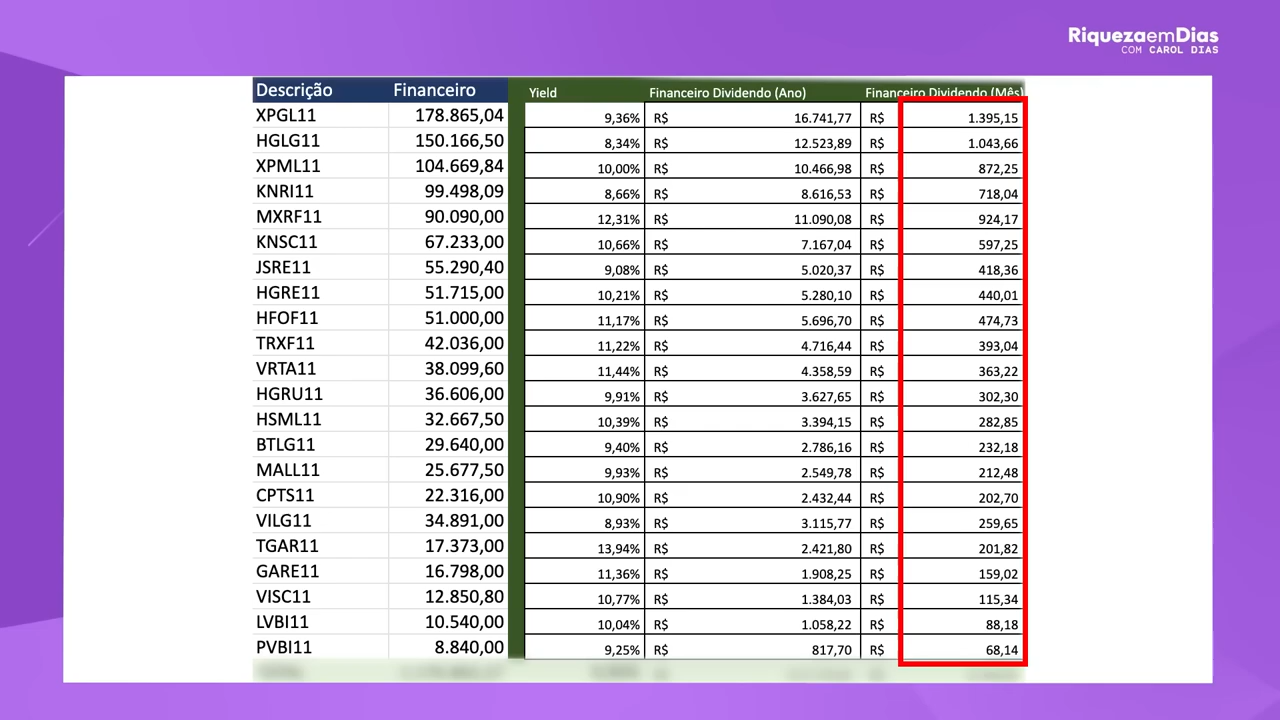 RiquezaemDias
COM CAROL DIAS
Descrição Financeiro Yield Financeiro Dividendo (Ano) Financeiro Dividendo (Mês)
XPGL11 178.865,04 9,36% R$ 16.741,77 R$ 1.395,15
HGLG11 150.166,50 8,34% R$ 12.523,89 R$ 1.043,66
XPML11 104.669,84 10,00% R$ 10.466,98 R$ 872,25
KNRI11 99.498,09 8,66% R$ 8.616,53 R$ 718,04
MXRF11 90.090,00 12,31% R$ 11.090,08 R$ 924,17
KNSC11 67.233,00 10,66% R$ 7.167,04 R$ 597,25
JSRE11 55.290,40 9,08% R$ 5.020,37 R$ 418,36
HGRE11 51.715,00 10,21% R$ 5.280,10 R$ 440,01
HFOF11 51.000,00 11,17% R$ 5.696,70 R$ 474,73
TRXF11 42.036,00 11,22% R$ 4.716,44 R$ 393,04
VRTA11 38.099,60 11,44% R$ 4.358,59 R$ 363,22
HGRU11 36.606,00 9,91% R$ 3.627,65 R$ 302,30
HSML11 32.667,50 10,39% R$ 3.394,15 R$ 282,85
BTLG11 29.640,00 9,40% R$ 2.786,16 R$ 232,18
MALL11 25.677,50 9,93% R$ 2.549,78 R$ 212,48
CPTS11 22.316,00 10,90% R$ 2.432,44 R$ 202,70
VILG11 34.891,00 8,93% R$ 3.115,77 R$ 259,65
TGAR11 17.373,00 13,94% R$ 2.421,80 R$ 201,82
GARE11 16.798,00 11,36% R$ 1.908,25 R$ 159,02
VISC11 12.850,80 10,77% R$ 1.384,03 R$ 115,34
LVBI11 10.540,00 10,04% R$ 1.058,22 R$ 88,18
PVBI11 8.840,00 9,25% R$ 817,70 R$ 68,14